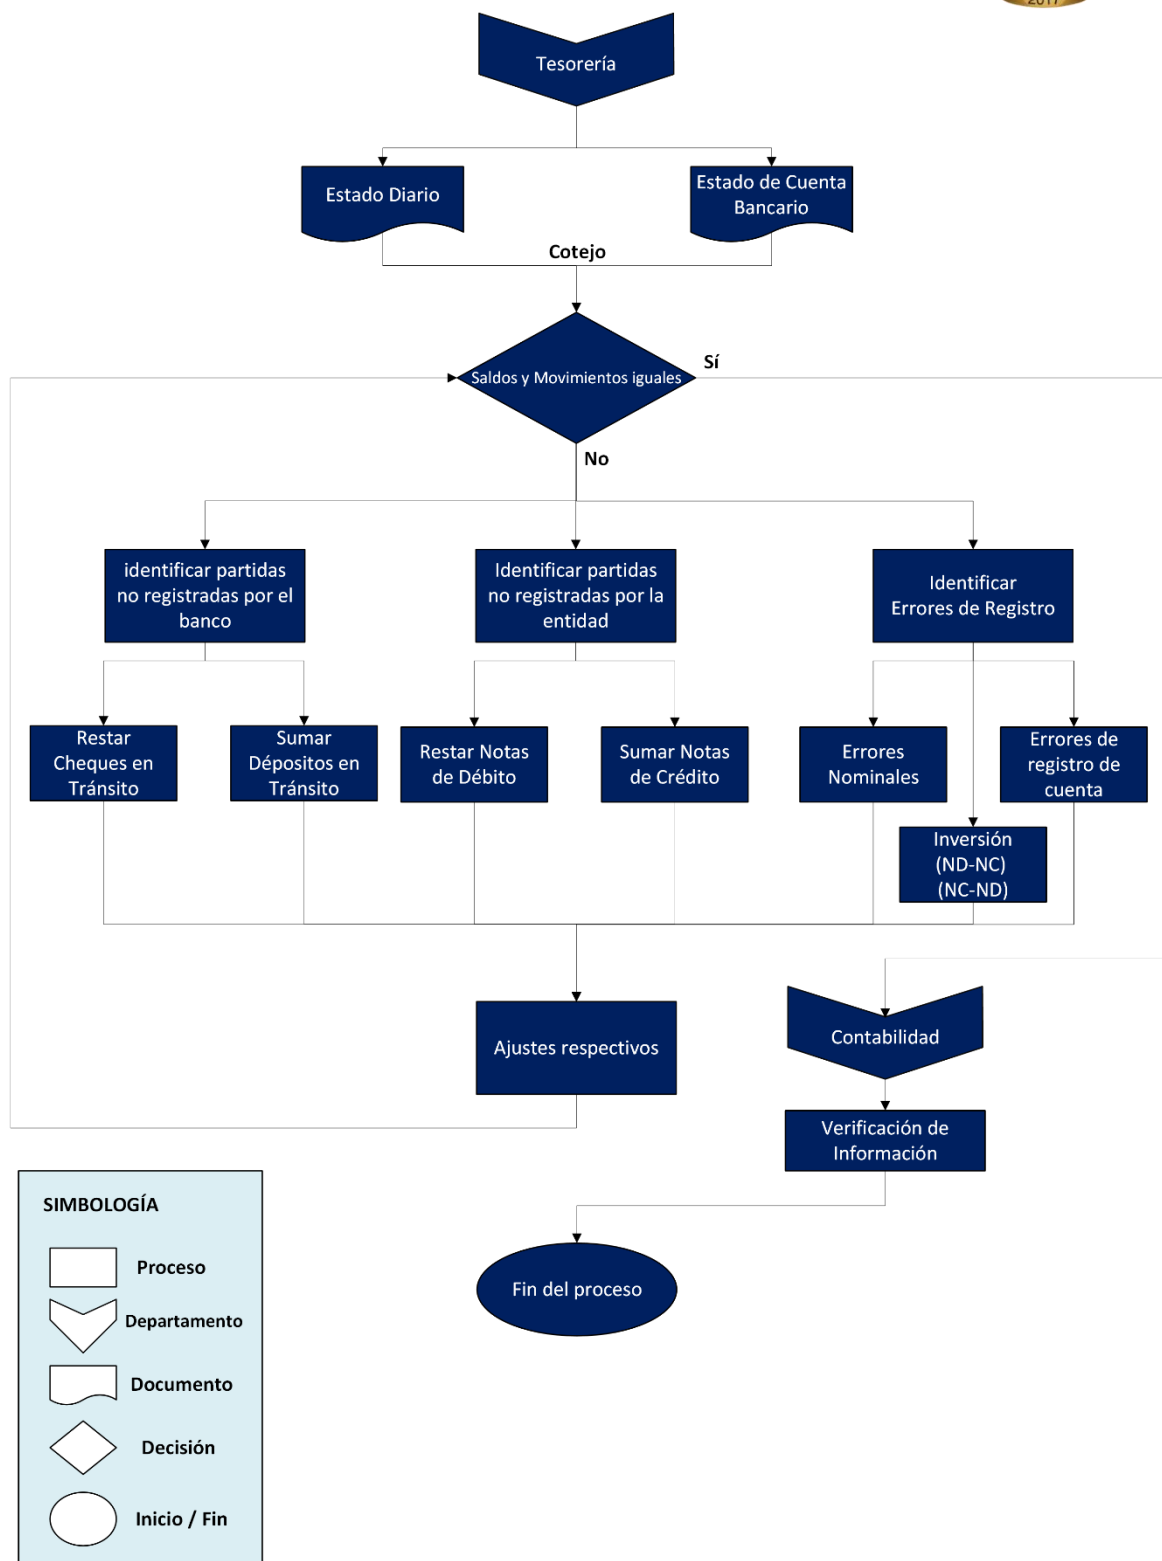 2017
Tesorería
Estado Diario
Estado de Cuenta
Bancario
Cotejo
Saldos y Movimientos iguales
Sí
No
identificar partidas
no registradas por el
banco
Identificar partidas
no registradas por la
entidad
Identificar
Errores de Registro
Restar
Cheques en
Tránsito
Sumar
Dépositos en
Tránsito
Restar Notas
de Débito
Sumar Notas
de Crédito
Errores
Nominales
Errores de
registro de
cuenta
Inversión
(ND-NC)
(NC-ND)
Ajustes respectivos
Contabilidad
Verificación de
Información
Fin del proceso
SIMBOLOGÍA
Proceso
Departamento
Documento
Decisión
Inicio / Fin